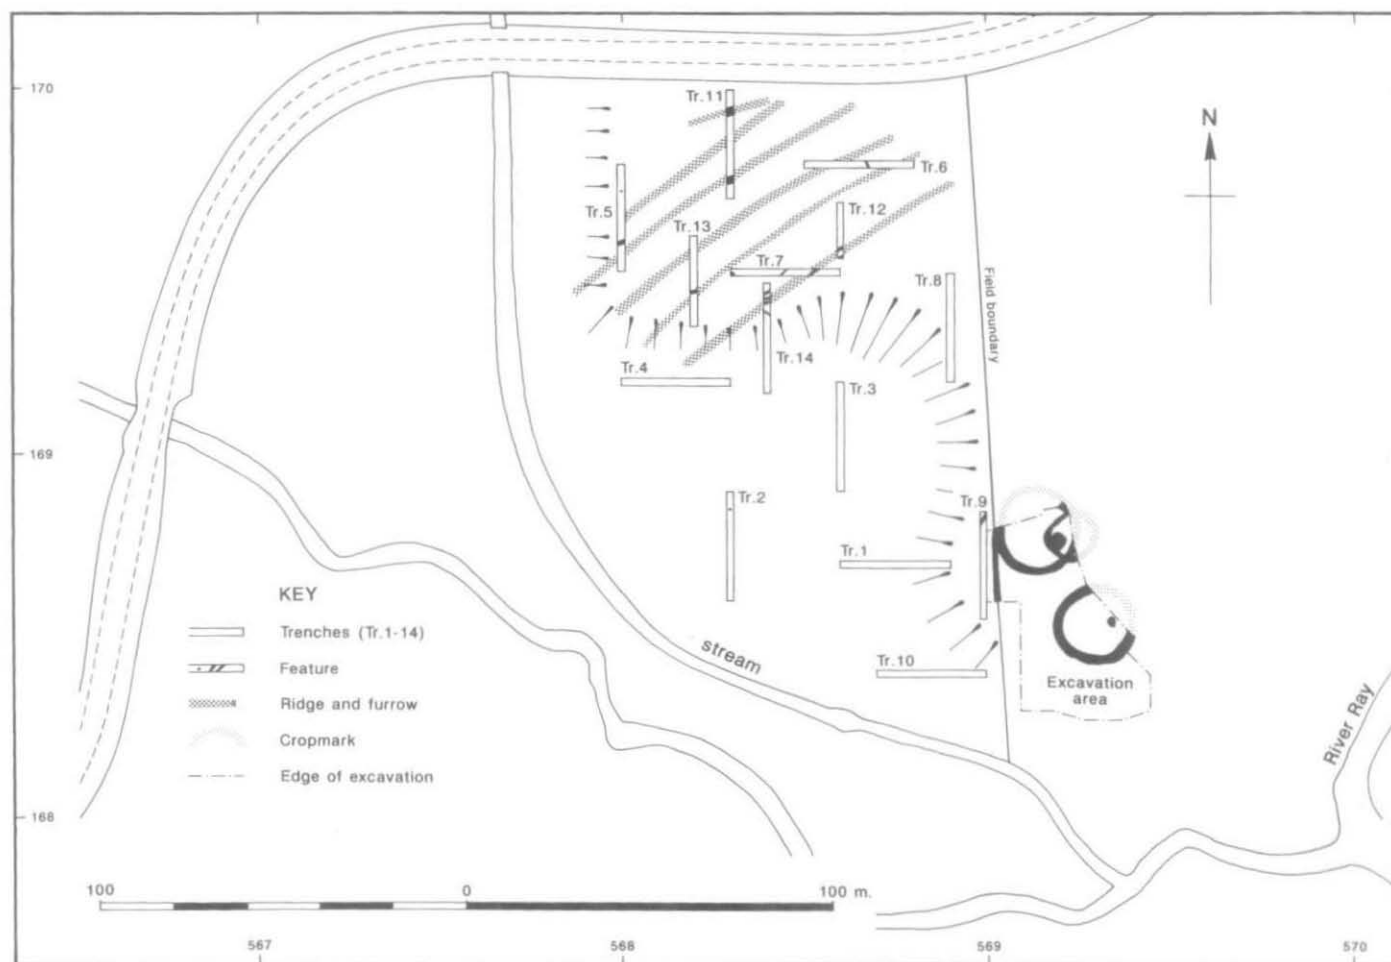 170
169
168
567
568
569
570
N
Tr.11
Tr.6
Tr.5
Tr.12
Tr.13
Tr.7
Tr.8
Field boundary
Tr.14
Tr.4
Tr.3
Tr.2
Tr.9
Tr.1
Tr.10
stream
Excavation
area
River Ray
KEY
Trenches (Tr.1-14)
Feature
Ridge and furrow
Cropmark
Edge of excavation
100
0
100 m.